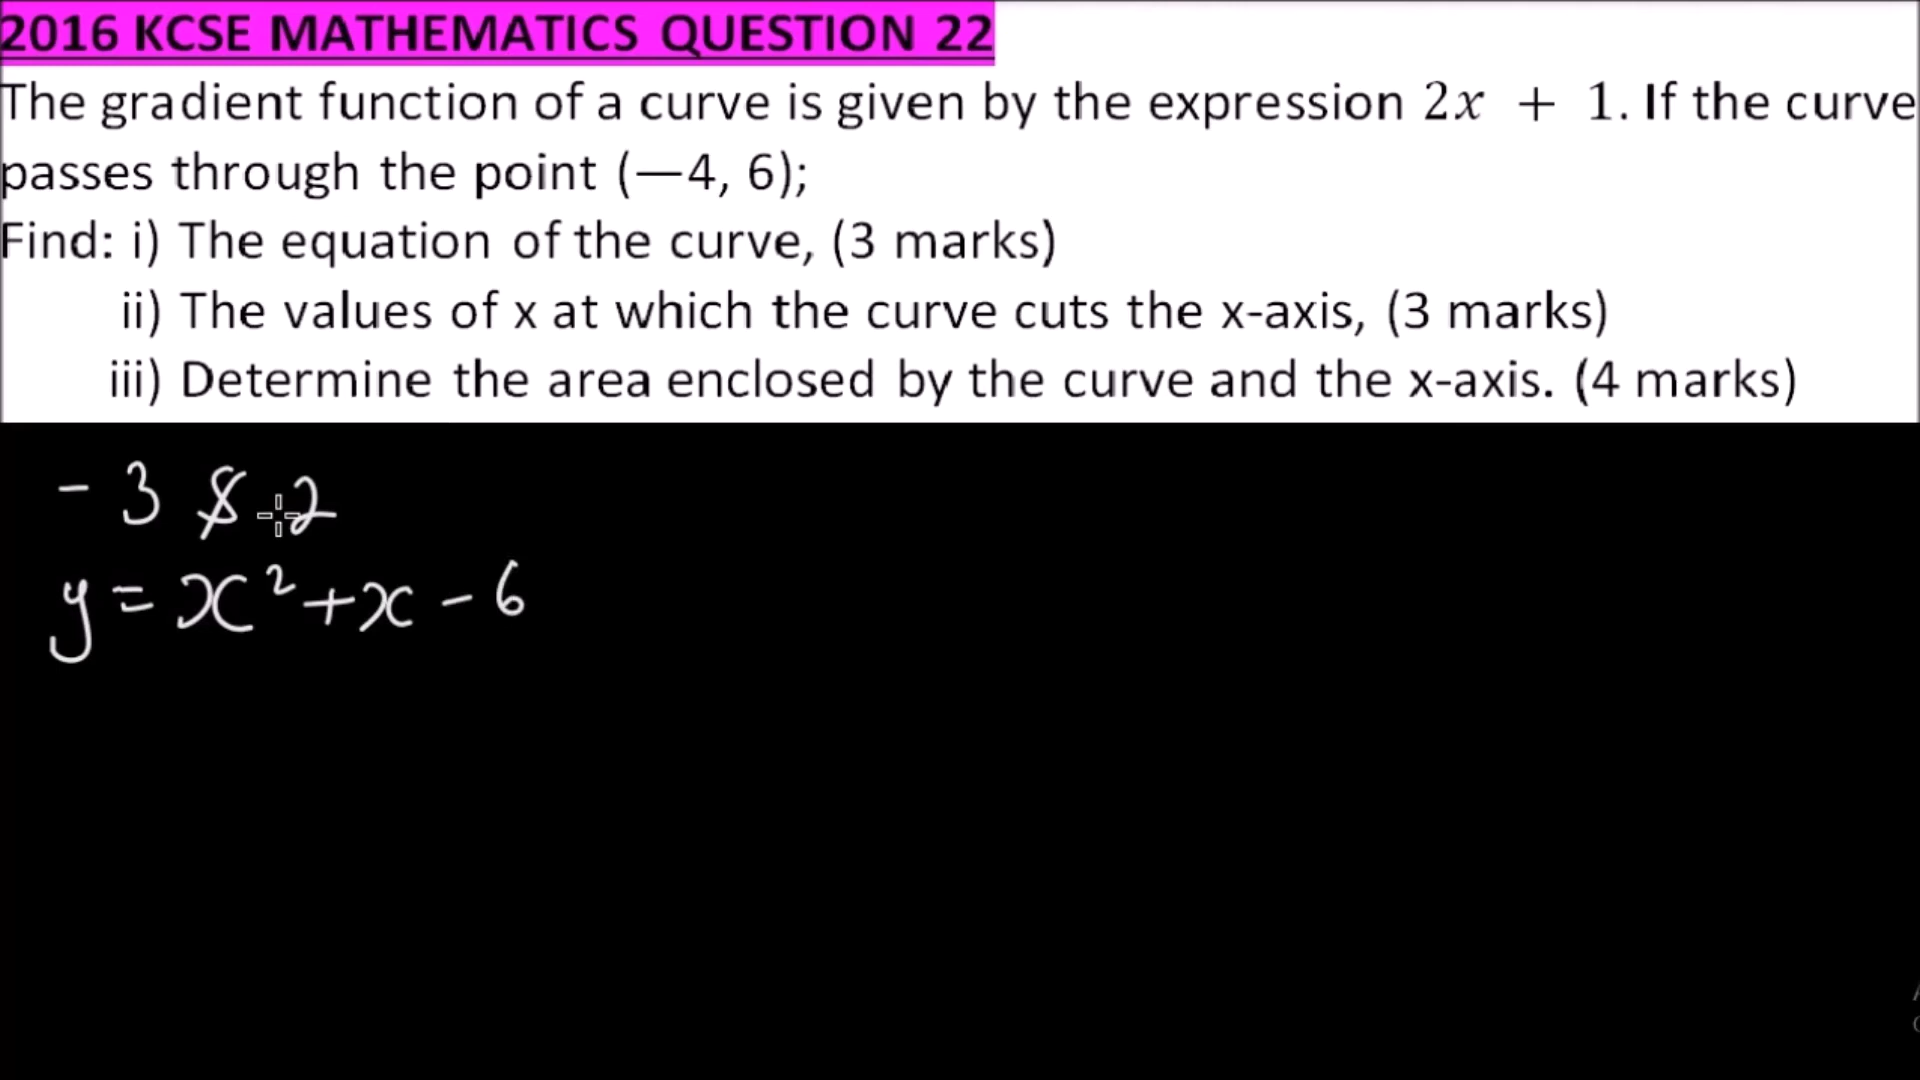 2016 KCSE MATHEMATICS QUESTION 22
The gradient function of a curve is given by the expression 2x + 1. If the curve
passes through the point (—4, 6);
Find: i) The equation of the curve, (3 marks)
ii) The values of x at which the curve cuts the x-axis, (3 marks)
iii) Determine the area enclosed by the curve and the x-axis. (4 marks)
- 3 & 2
y = x² + x - 6